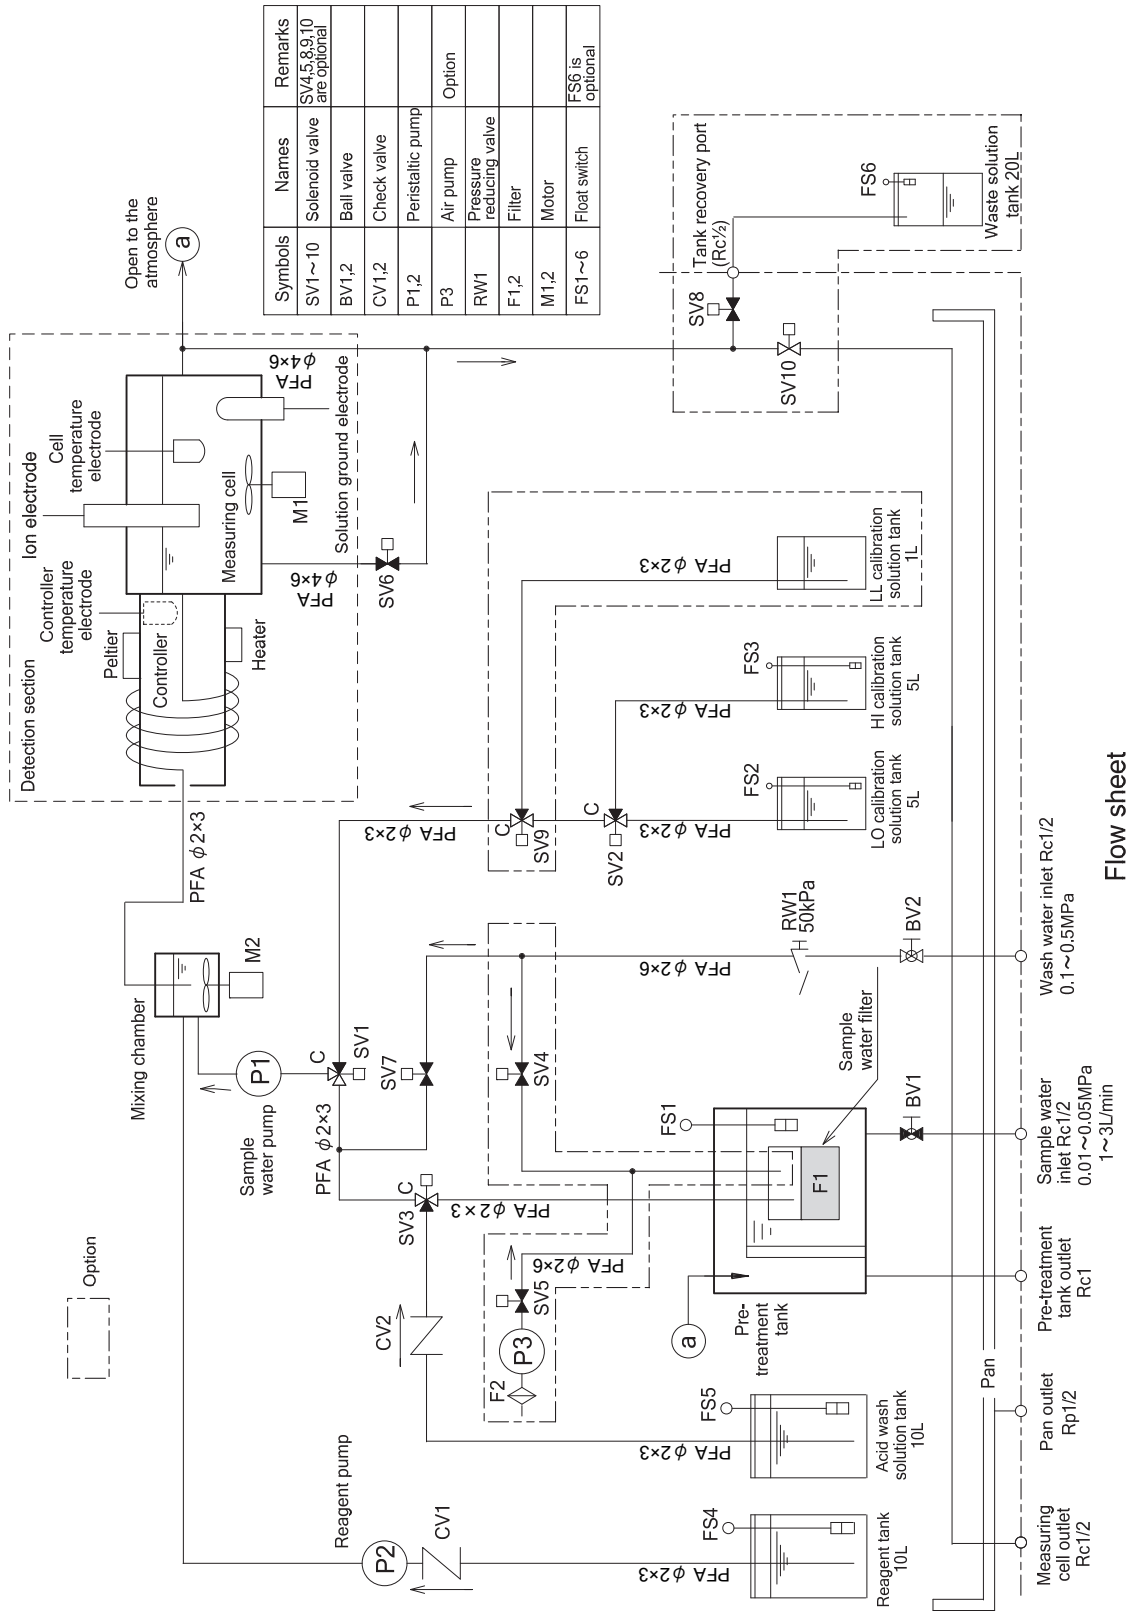 Flow sheet
Option
Detection section
Ion electrode
Cell
temperature
electrode
Controller
temperature
electrode
Peltier
Controller
Heater
Measuring cell
M1
Solution ground electrode
PFA
φ4×6
PFA
φ4×6
SV6
Open to the
atmosphere
a
Symbols	Names	Remarks
SV1～10	Solenoid valve	SV4,5,8,9,10
are optional
BV1,2	Ball valve
CV1,2	Check valve
P1,2	Peristaltic pump
P3	Air pump	Option
RW1	Pressure
reducing valve
F1,2	Filter
M1,2	Motor
FS1～6	Float switch	FS6 is
optional
PFA φ2×3
Mixing chamber
M2
Reagent pump
P2
CV1
Sample
water pump
P1
C
SV1
PFA φ2×3
SV7
SV3
C
CV2
PFA φ2×3
SV4
SV5
P3
F2
PFA φ2×6
PFA φ2×6
PFA φ2×3
C
SV9
C
SV2
PFA φ2×3
PFA φ2×3
PFA φ2×3
RW1
50kPa
BV2
Sample
water filter
FS1
F1
BV1
a
Pre-
treatment
tank
PFA φ2×3
FS4
Reagent tank
10L
PFA φ2×3
FS5
Acid wash
solution tank
10L
FS2
LO calibration
solution tank
5L
FS3
HI calibration
solution tank
5L
LL calibration
solution tank
1L
SV8
SV10
Tank recovery port
(Rc½)
FS6
Waste solution
tank 20L
Pan
Measuring
cell outlet
Rc1/2
Pan outlet
Rp1/2
Pre-treatment
tank outlet
Rc1
Sample water
inlet Rc1/2
0.01～0.05MPa
1～3L/min
Wash water inlet Rc1/2
0.1～0.5MPa